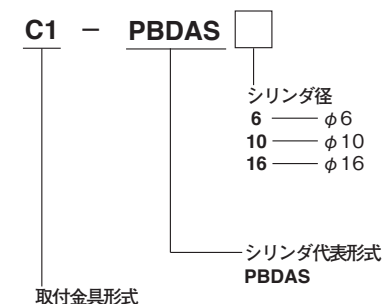 C1 － PBDAS
シリンダ径
6 φ6
10 φ10
16 φ16
シリンダ代表形式
PBDAS
取付金具形式